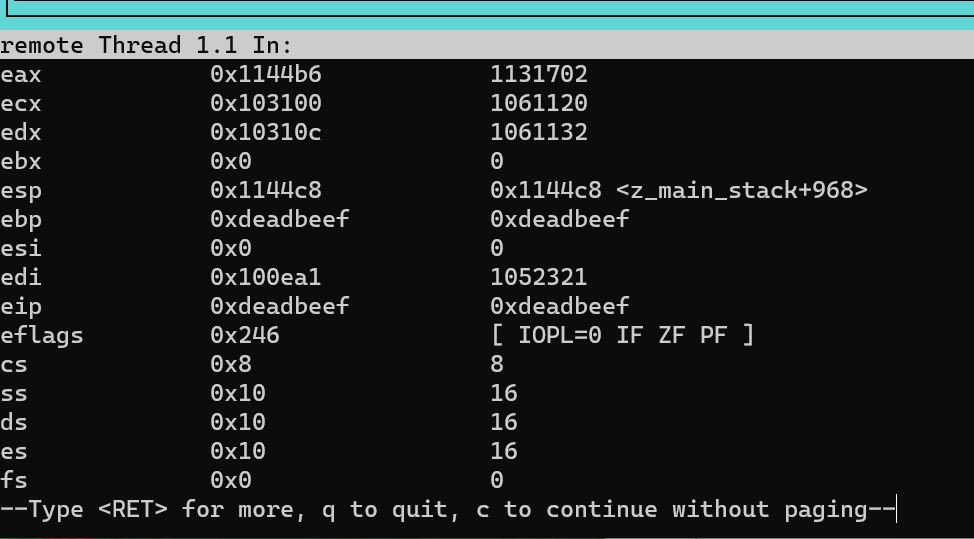 remote Thread 1.1 In:
eax 0x1144b6 1131702
ecx 0x103100 1061120
edx 0x10310c 1061132
ebx 0x0 0
esp 0x1144c8 0x1144c8 <z_main_stack+968>
ebp 0xdeadbeef 0xdeadbeef
esi 0x0 0
edi 0x100ea1 1052321
eip 0xdeadbeef 0xdeadbeef
eflags 0x246 [ IOPL=0 IF ZF PF ]
cs 0x8 8
ss 0x10 16
ds 0x10 16
es 0x10 16
fs 0x0 0
--Type <RET> for more, q to quit, c to continue without paging--